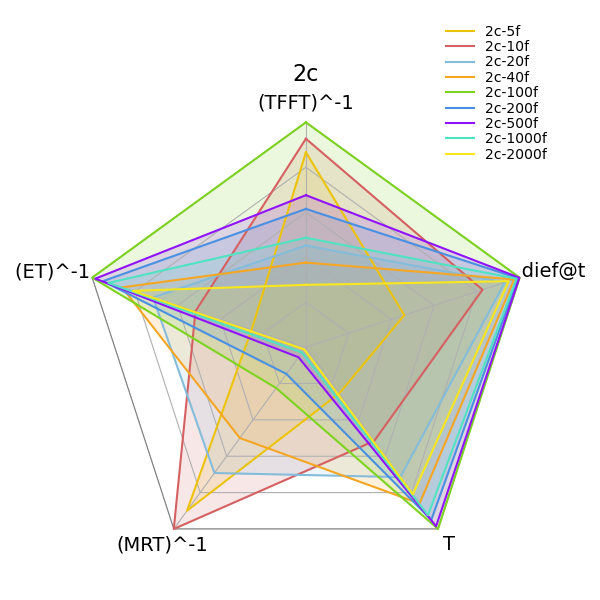 2c
(TFFT)^-1
2c-5f
2c-10f
2c-20f
2c-40f
2c-100f
2c-200f
2c-500f
2c-1000f
2c-2000f
(ET)^-1
dief@t
(MRT)^-1
T